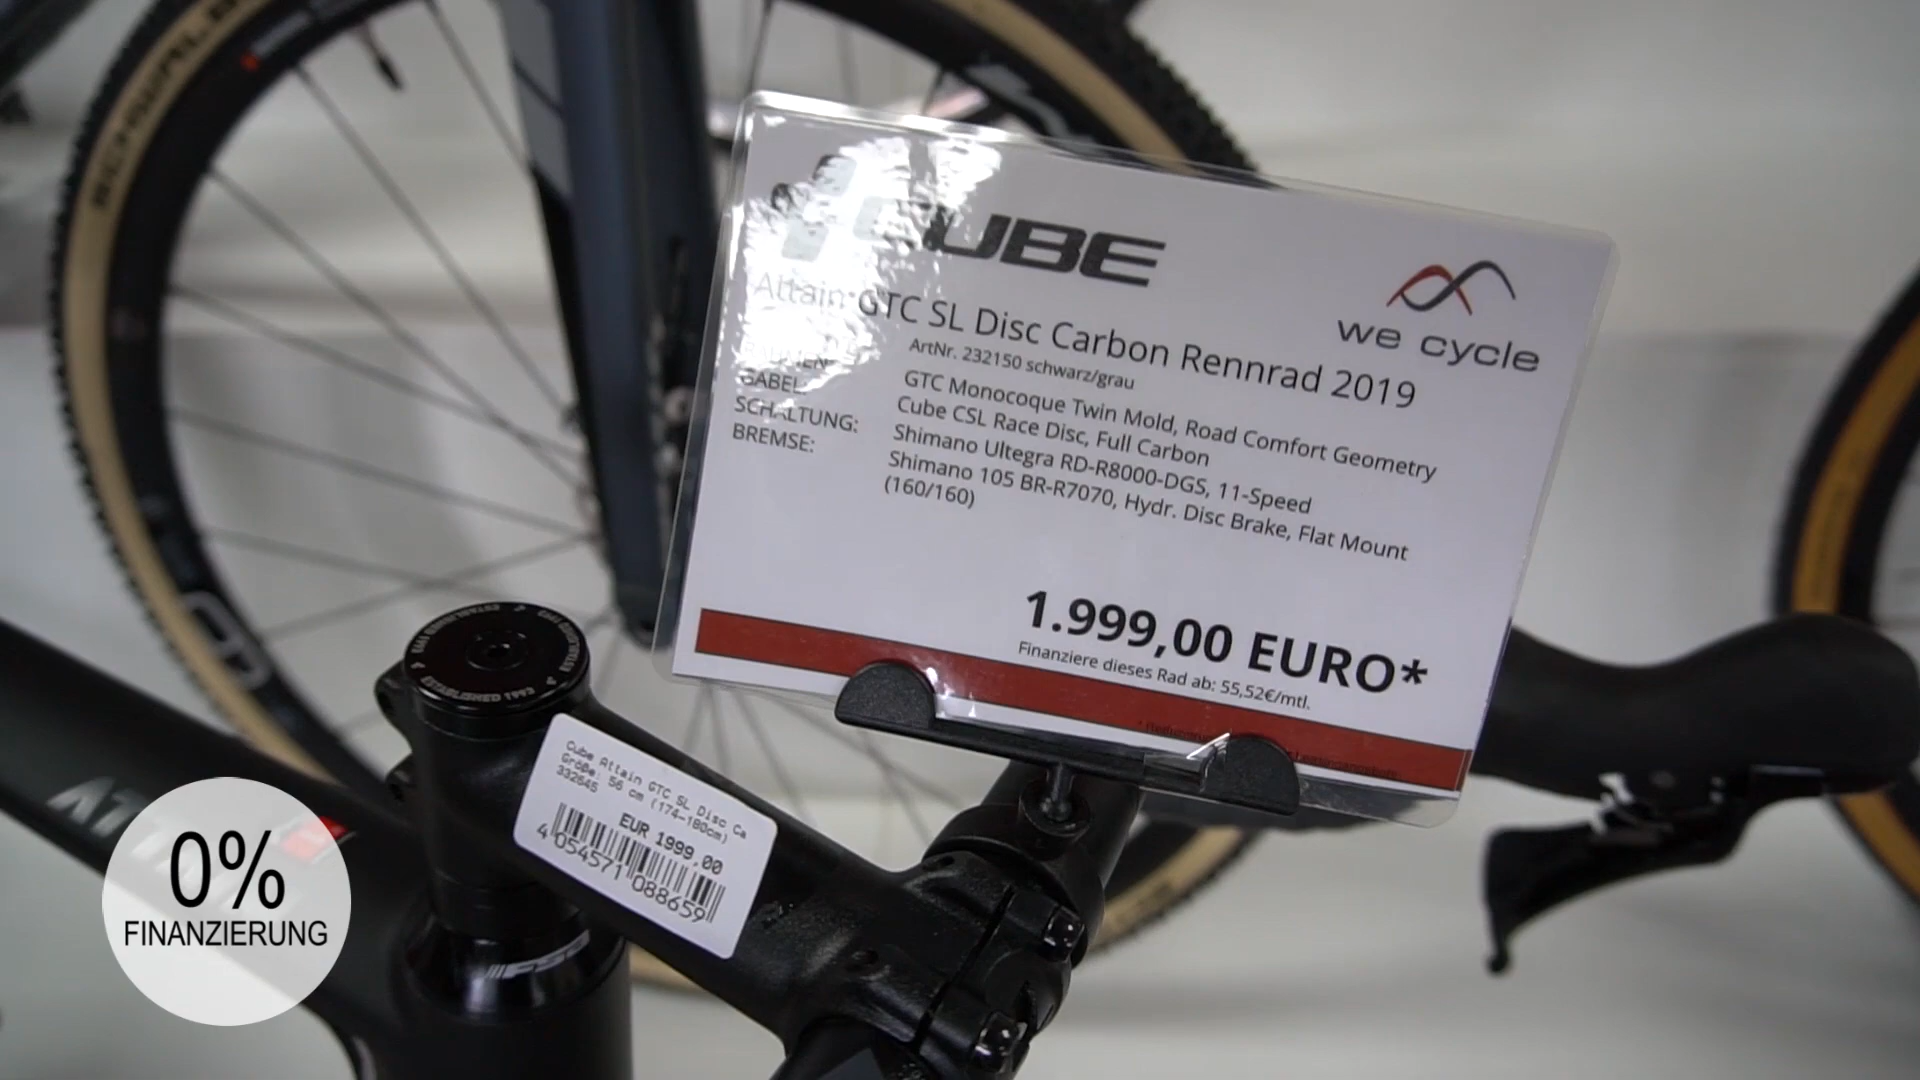 SCHWALBE
CUBE
we cycle
Attain GTC SL Disc Carbon Rennrad 2019
ArtNr. 232150 schwarz/grau
RAHMEN: GTC Monocoque Twin Mold, Road Comfort Geometry
GABEL: Cube CSL Race Disc, Full Carbon
SCHALTUNG: Shimano Ultegra RD-R8000-DGS, 11-Speed
BREMSE: Shimano 105 BR-R7070, Hydr. Disc Brake, Flat Mount
(160/160)
1.999,00 EURO*
Finanziere dieses Rad ab: 55,52€/mtl.
ESTABLISHED 1993
Cube Attain GTC SL Disc Ca
Größe: 56 cm (174-180cm)
332645
EUR 1999,00
4 054571 088659
FSA
0%
FINANZIERUNG